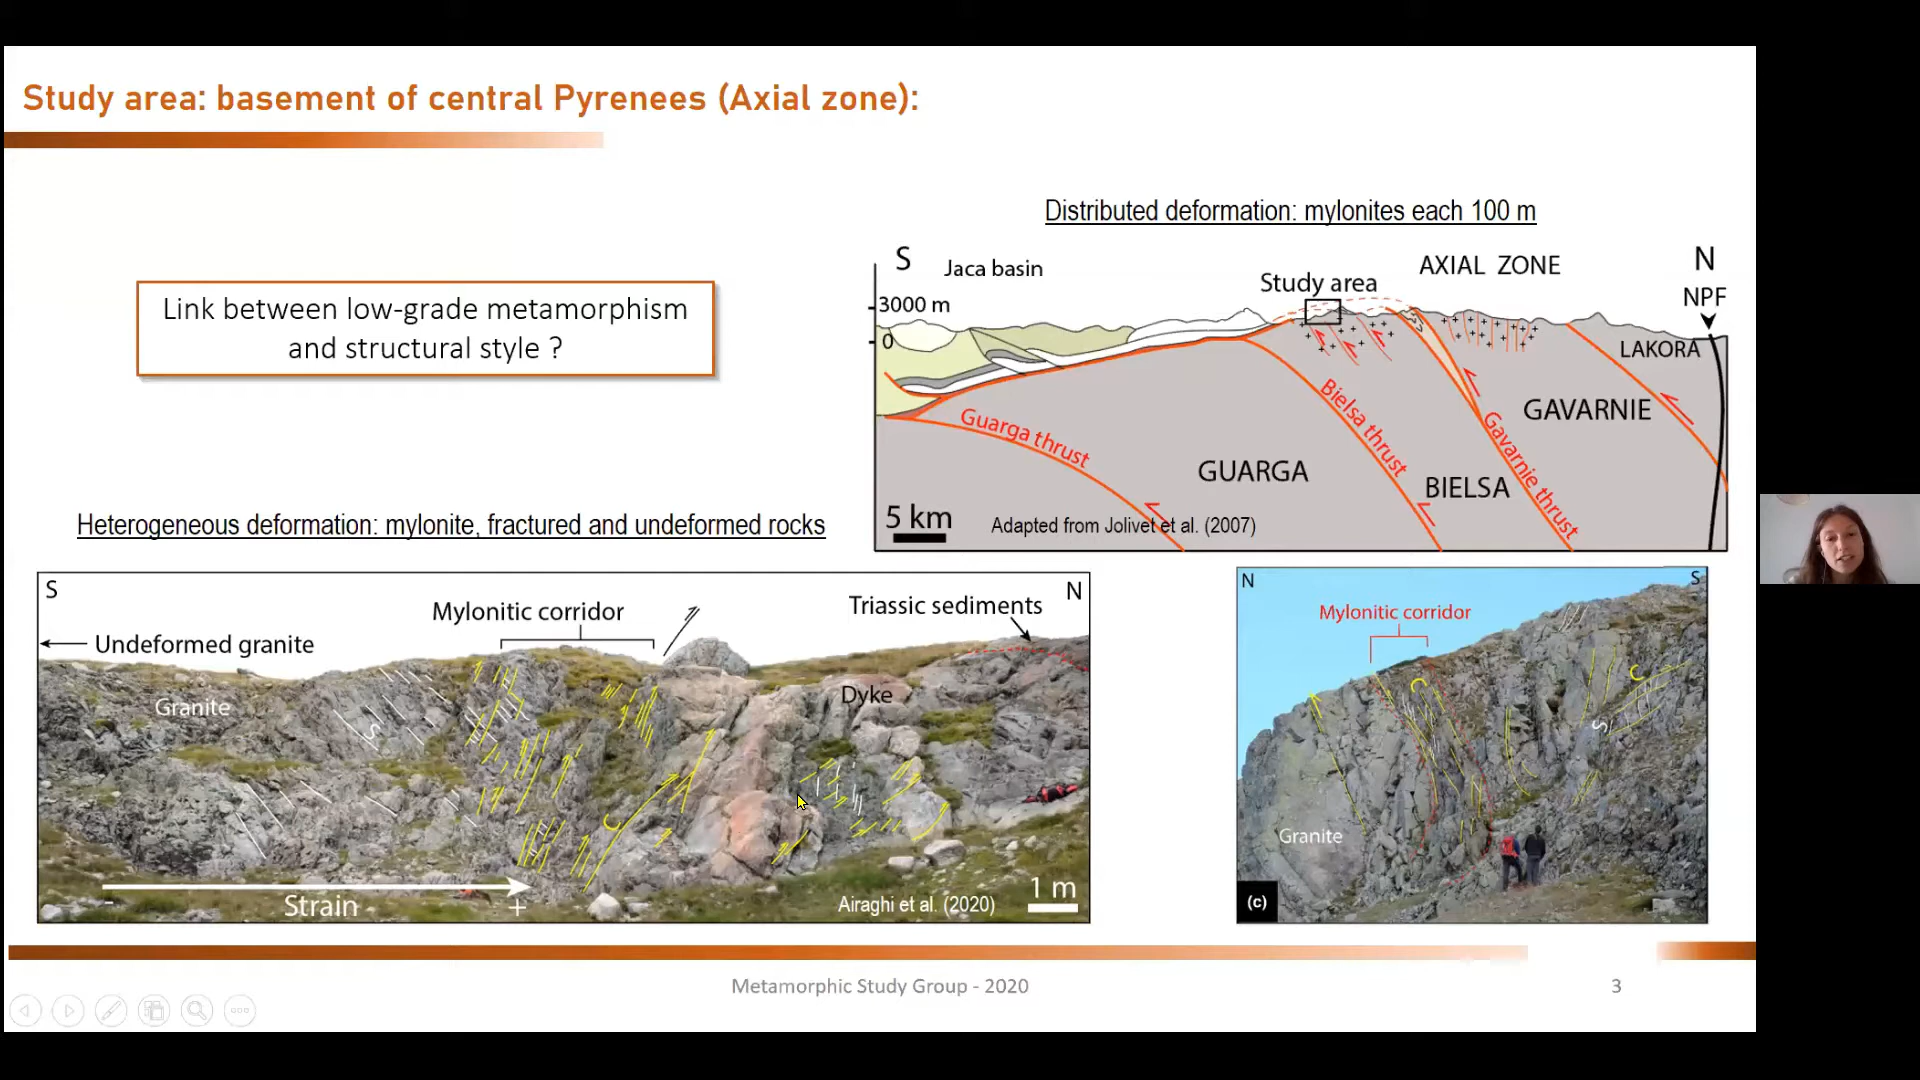 Study area: basement of central Pyrenees (Axial zone):
Distributed deformation: mylonites each 100 m
S
Jaca basin
Study area
AXIAL ZONE
N
NPF
3000 m
0
LAKORA
Guarga thrust
Bielsa thrust
Gavarnie thrust
GAVARNIE
GUARGA
BIELSA
5 km
Adapted from Jolivet et al. (2007)
Link between low-grade metamorphism
and structural style ?
Heterogeneous deformation: mylonite, fractured and undeformed rocks
S
N
Mylonitic corridor
Triassic sediments
Undeformed granite
Granite
Dyke
S
C
-
Strain
+
Airaghi et al. (2020)
1 m
N
S
Mylonitic corridor
C
C
S
Granite
(c)
Metamorphic Study Group - 2020
3